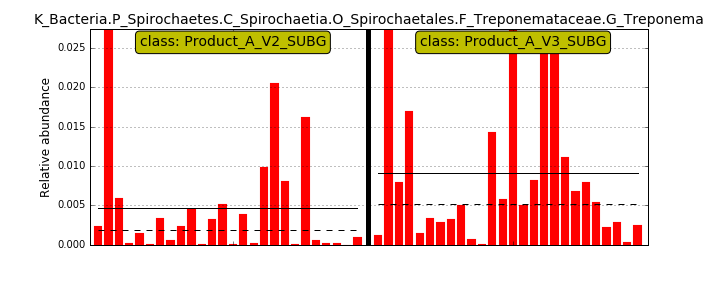 K_Bacteria.P_Spirochaetes.C_Spirochaetia.O_Spirochaetales.F_Treponemataceae.G_Treponema
class: Product_A_V2_SUBG class: Product_A_V3_SUBG
Relative abundance
0.025
0.020
0.015
0.010
0.005
0.000